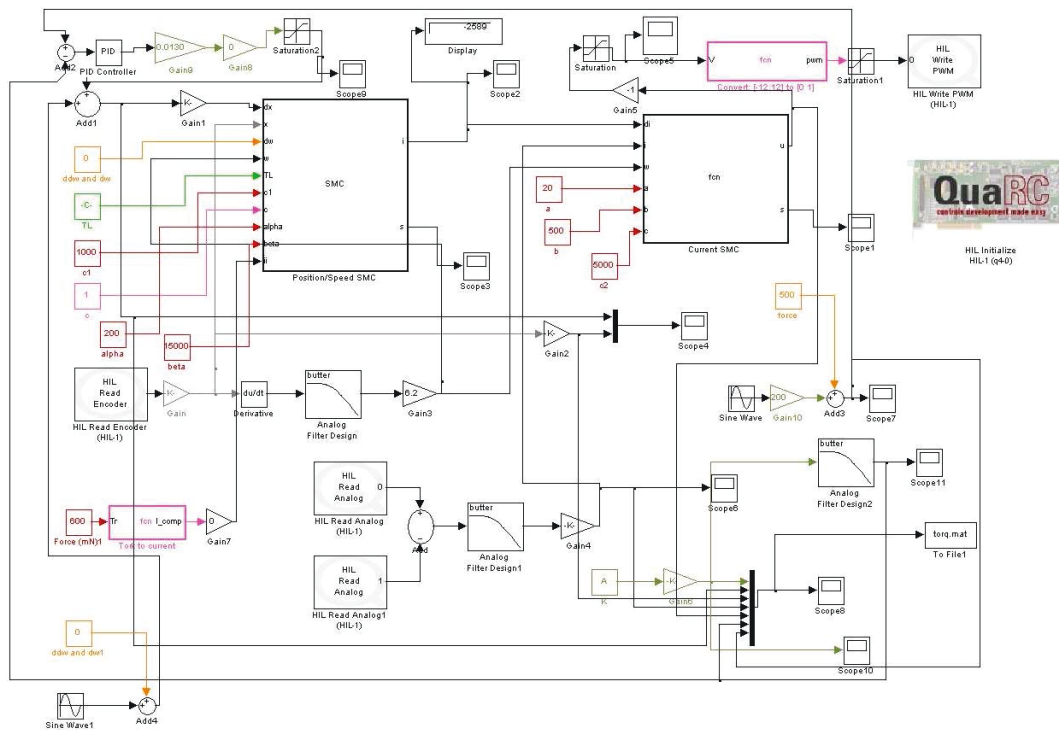 -2589
Display
PID
PID Controller
Add2
0.0130
Gain9
0
Gain8
Saturation2
Scope9
Scope2
Saturation
Scope5
-1
Gain5
V
fcn
pwm
Convert: [-12,12] to [0 1]
Saturation1
0
HIL
Write
PWM
HIL Write PWM
(HIL-1)
Add1
K-
Gain1
dx
x
dw
w
TL
c1
c
alpha
beta
ii
SMC
i
s
Position/Speed SMC
Scope3
0
ddw and dw
-C-
TL
1000
c1
1
c
200
alpha
15000
beta
di
i
w
a
b
c
fcn
u
s
Current SMC
20
a
500
b
5000
c2
Scope1
QuaRC
controls development made easy
HIL Initialize
HIL-1 (q4-0)
500
force
K-
Gain2
Scope4
HIL
Read
Encoder
HIL Read Encoder
(HIL-1)
K-
Gain
du/dt
Derivative
butter
Analog
Filter Design
6.2
Gain3
Sine Wave
200
Gain10
Add3
Scope7
butter
Analog
Filter Design2
Scope11
HIL
Read
Analog
0
HIL Read Analog
(HIL-1)
HIL
Read
Analog
1
HIL Read Analog1
(HIL-1)
Add
butter
Analog
Filter Design1
-K-
Gain4
Scope6
torq.mat
To File1
600
Force (mN)1
Tr
fcn
I_comp
0
Gain7
A
K
-K-
Gain6
Scope8
Scope10
0
ddw and dw1
Sine Wave1
Add4